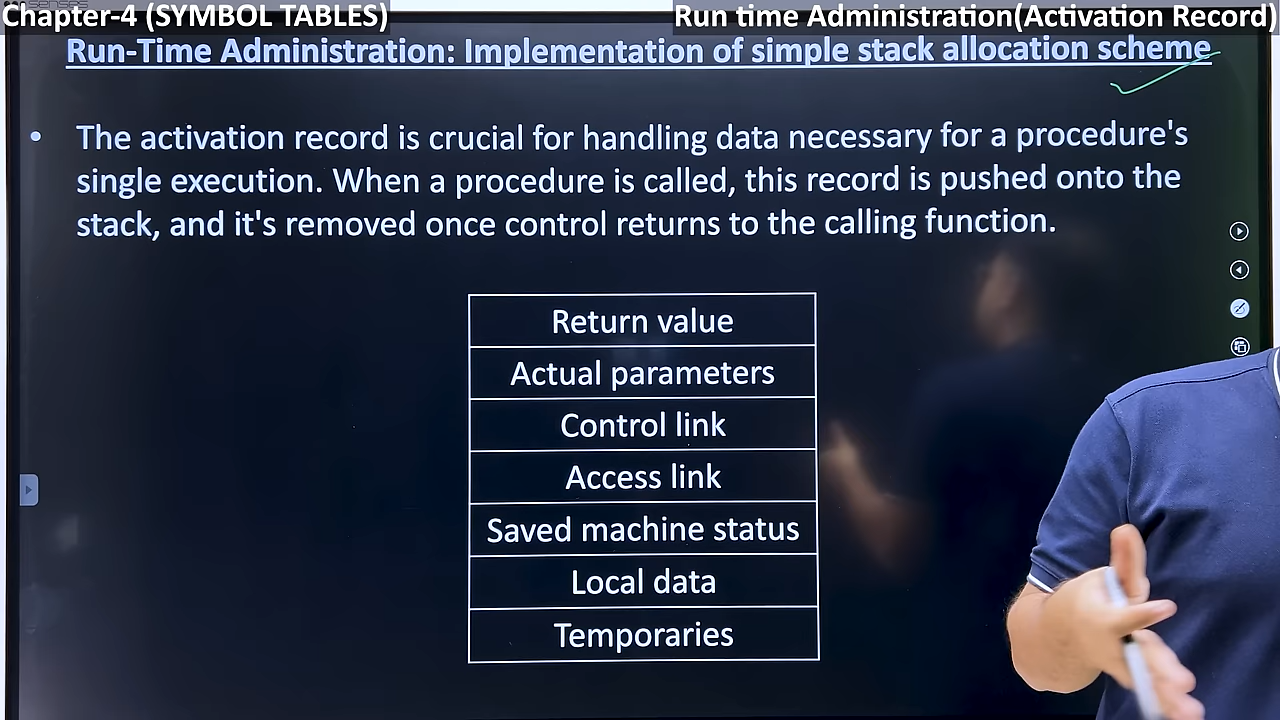 Chapter-4 (SYMBOL TABLES)
Run time Administration(Activation Record)
Run-Time Administration: Implementation of simple stack allocation scheme
• The activation record is crucial for handling data necessary for a procedure's
single execution. When a procedure is called, this record is pushed onto the
stack, and it's removed once control returns to the calling function.
Return value
Actual parameters
Control link
Access link
Saved machine status
Local data
Temporaries